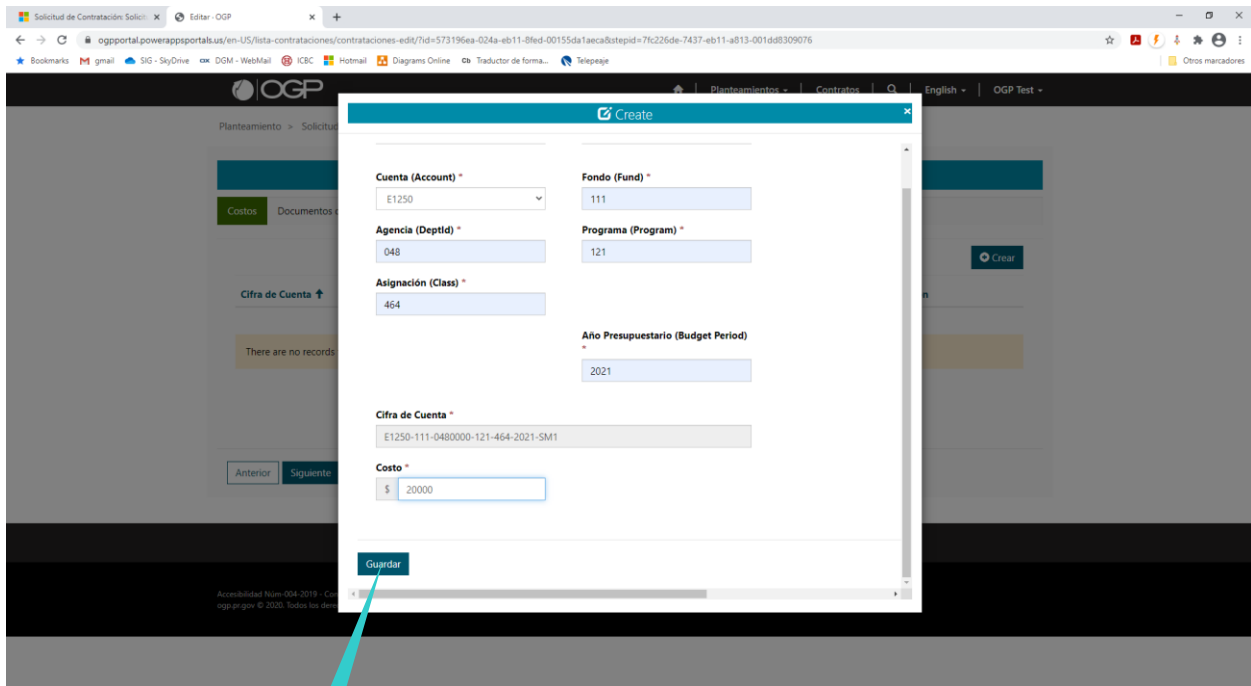 Solicitud de Contratación: Solicit
Editar · OGP
ogpportal.powerappsportals.us/en-US/lista-contrataciones/contrataciones-edit/?id=573196ea-024a-eb11-8fed-00155da1aeca&stepid=7fc226de-7437-eb11-a813-001dd8309076
Bookmarks gmail SIG - SkyDrive DGM - WebMail ICBC Hotmail Diagrams Online Traductor de forma... Telepeaje Otros marcadores
OGP Planteamientos Contratos English OGP Test
Create
Planteamiento > Solicitud
Cuenta (Account) * Fondo (Fund) *
E1250 111
Agencia (DeptId) * Programa (Program) *
Costos Documentos
048 121
Crear
Asignación (Class) *
Cifra de Cuenta
464
Año Presupuestario (Budget Period)
*
There are no records
2021
Cifra de Cuenta *
E1250-111-0480000-121-464-2021-SM1
Costo *
Anterior Siguiente
$ 20000
Guardar
Accesibilidad Núm-004-2019 - Con
ogp.pr.gov © 2020. Todos los dere